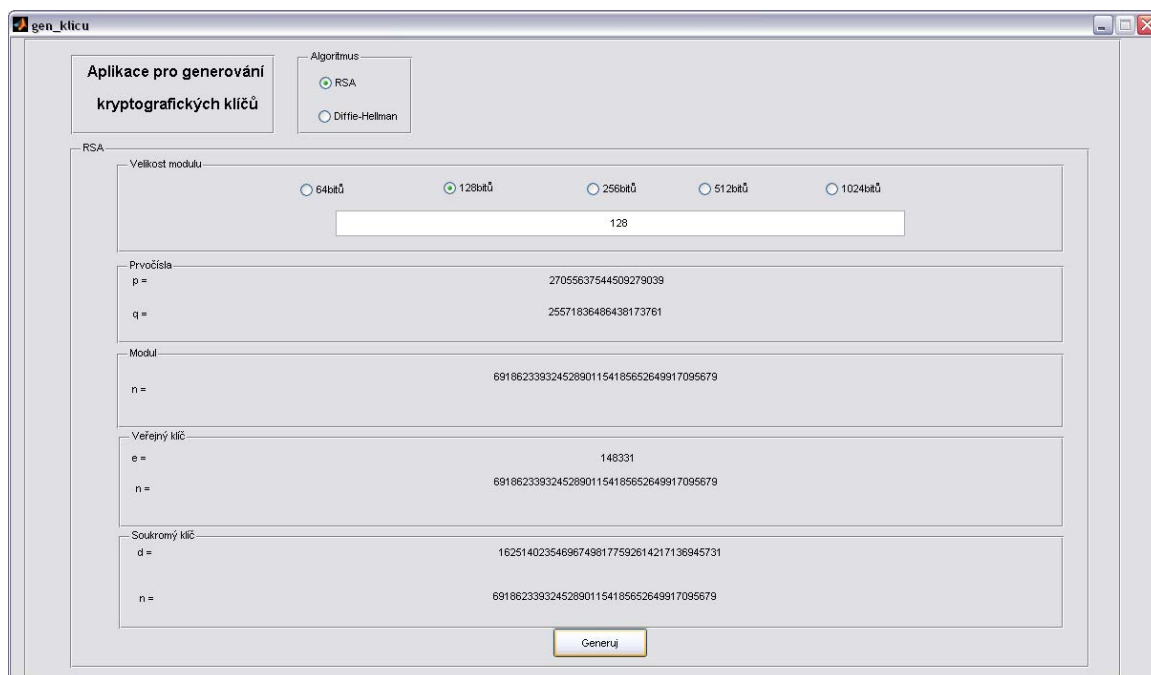 gen_klicu
Aplikace pro generování
kryptografických klíčů
Algoritmus
RSA
Diffie-Hellman
RSA
Velikost modulu
64bitů 128bitů 256bitů 512bitů 1024bitů
128
Prvočísla
p = 27055637544509279039
q = 25571836486438173761
Modul
n = 691862339324528901154185652649917095679
Veřejný klíč
e = 148331
n = 691862339324528901154185652649917095679
Soukromý klíč
d = 162514023546967498177592614217136945731
n = 691862339324528901154185652649917095679
Generuj